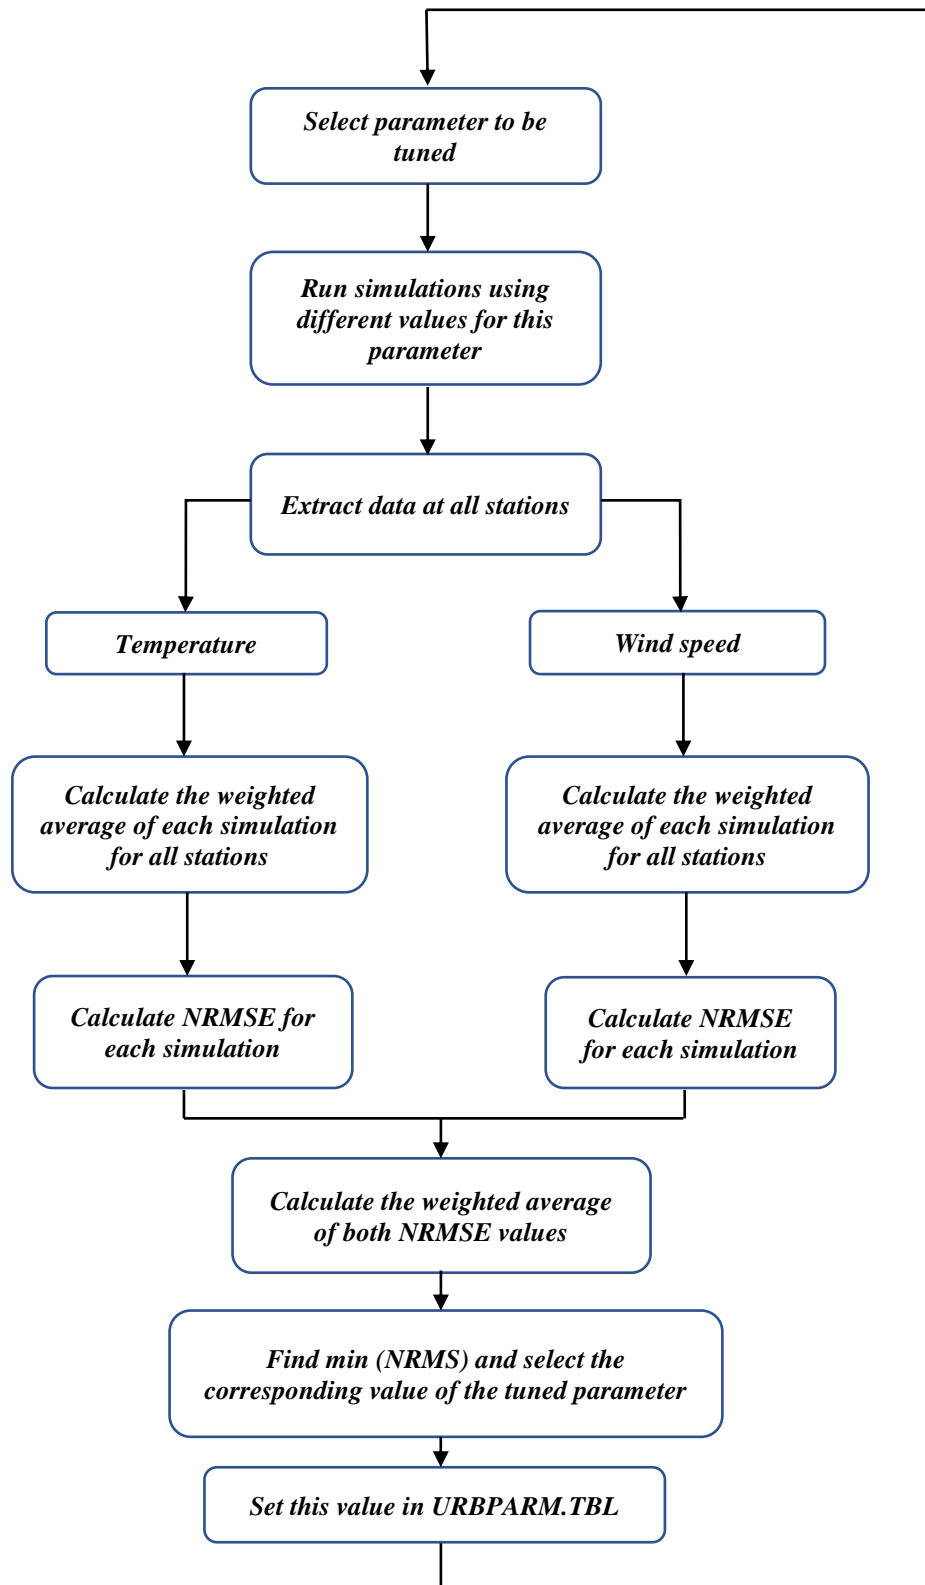 Select parameter to be
tuned
Run simulations using
different values for this
parameter
Extract data at all stations
Temperature
Wind speed
Calculate the weighted
average of each simulation
for all stations
Calculate the weighted
average of each simulation
for all stations
Calculate NRMSE for
each simulation
Calculate NRMSE
for each simulation
Calculate the weighted average
of both NRMSE values
Find min (NRMS) and select the
corresponding value of the tuned parameter
Set this value in URBPARM.TBL